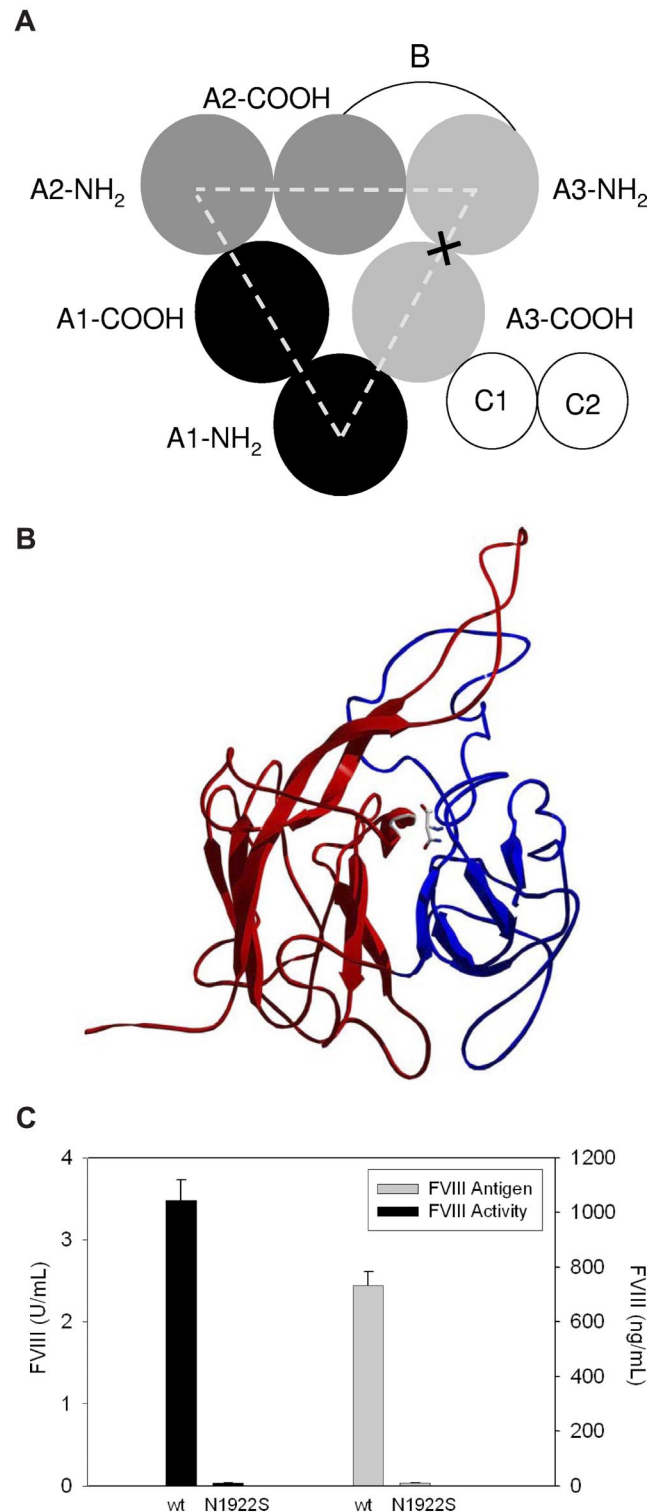 A
B
A2-COOH
A2-NH2
A3-NH2
A1-COOH
A3-COOH
C1
C2
A1-NH2
B
C
4
3
2
1
0
FVIII (U/mL)
FVIII Antigen
FVIII Activity
1200
1000
800
600
400
200
0
FVIII (ng/mL)
wt N1922S wt N1922S